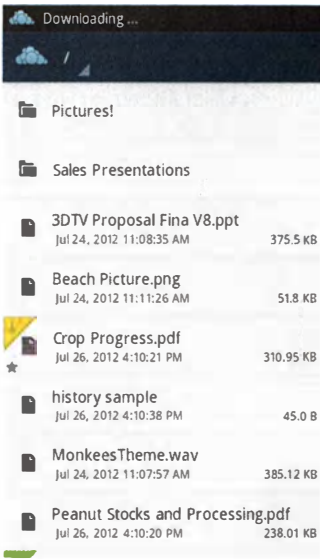 Downloading ...
/
Pictures!
Sales Presentations
3DTV Proposal Fina V8.ppt
Jul 24, 2012 11:08:35 AM 375.5 KB
Beach Picture.png
Jul 24, 2012 11:11:26 AM 51.8 KB
Crop Progress.pdf
Jul 26, 2012 4:10:21 PM 310.95 KB
history sample
Jul 26, 2012 4:10:38 PM 45.0 B
MonkeesTheme.wav
Jul 24, 2012 11:07:57 AM 385.12 KB
Peanut Stocks and Processing.pdf
Jul 26, 2012 4:10:20 PM 238.01 KB